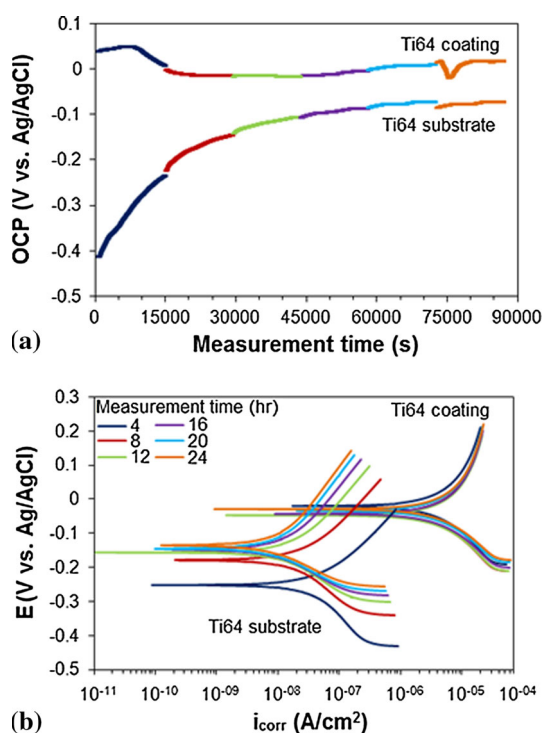 0.1
0
-0.1
-0.2
-0.3
-0.4
-0.5
OCP (V vs. Ag/AgCl)
Ti64 coating
Ti64 substrate
0 15000 30000 45000 60000 75000 90000
Measurement time (s)
(a)
0.3
0.2
0.1
0
-0.1
-0.2
-0.3
-0.4
-0.5
E (V vs. Ag/AgCl)
Measurement time (hr)
4 16
8 20
12 24
Ti64 coating
Ti64 substrate
10⁻¹¹ 10⁻¹⁰ 10⁻⁰⁹ 10⁻⁰⁸ 10⁻⁰⁷ 10⁻⁰⁶ 10⁻⁰⁵ 10⁻⁰⁴
i_corr (A/cm²)
(b)